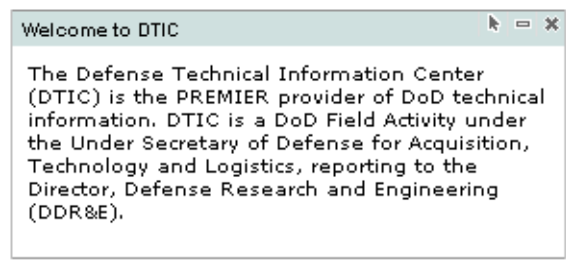 Welcome to DTIC
The Defense Technical Information Center
(DTIC) is the PREMIER provider of DoD technical
information. DTIC is a DoD Field Activity under
the Under Secretary of Defense for Acquisition,
Technology and Logistics, reporting to the
Director, Defense Research and Engineering
(DDR&E).